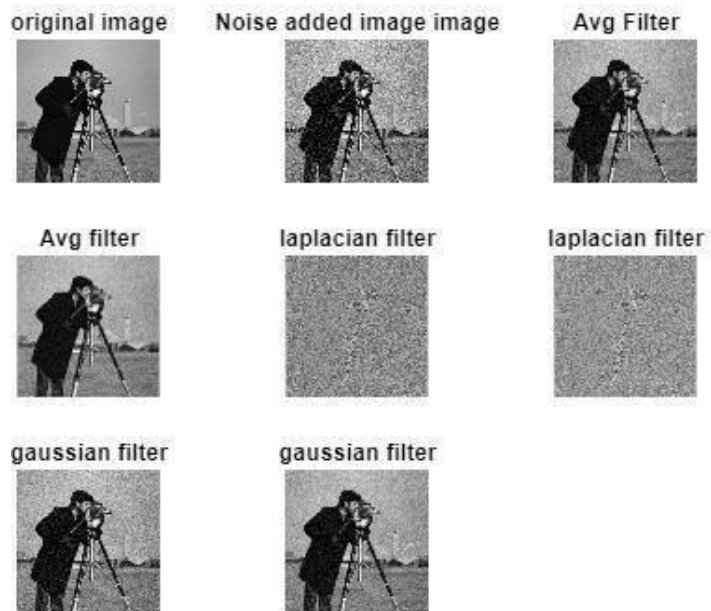 original image
Noise added image image
Avg Filter
Avg filter
laplacian filter
laplacian filter
gaussian filter
gaussian filter